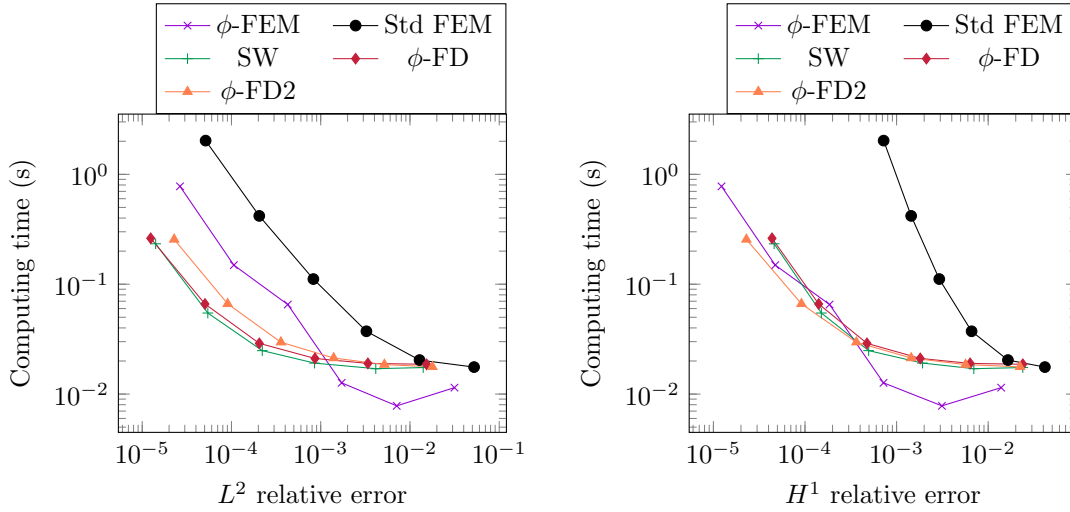 ϕ-FEM Std FEM
SW ϕ-FD
ϕ-FD2
10^0
10^-1
10^-2
10^-5 10^-4 10^-3 10^-2 10^-1
Computing time (s)
L^2 relative error
ϕ-FEM Std FEM
SW ϕ-FD
ϕ-FD2
10^0
10^-1
10^-2
10^-5 10^-4 10^-3 10^-2
Computing time (s)
H^1 relative error